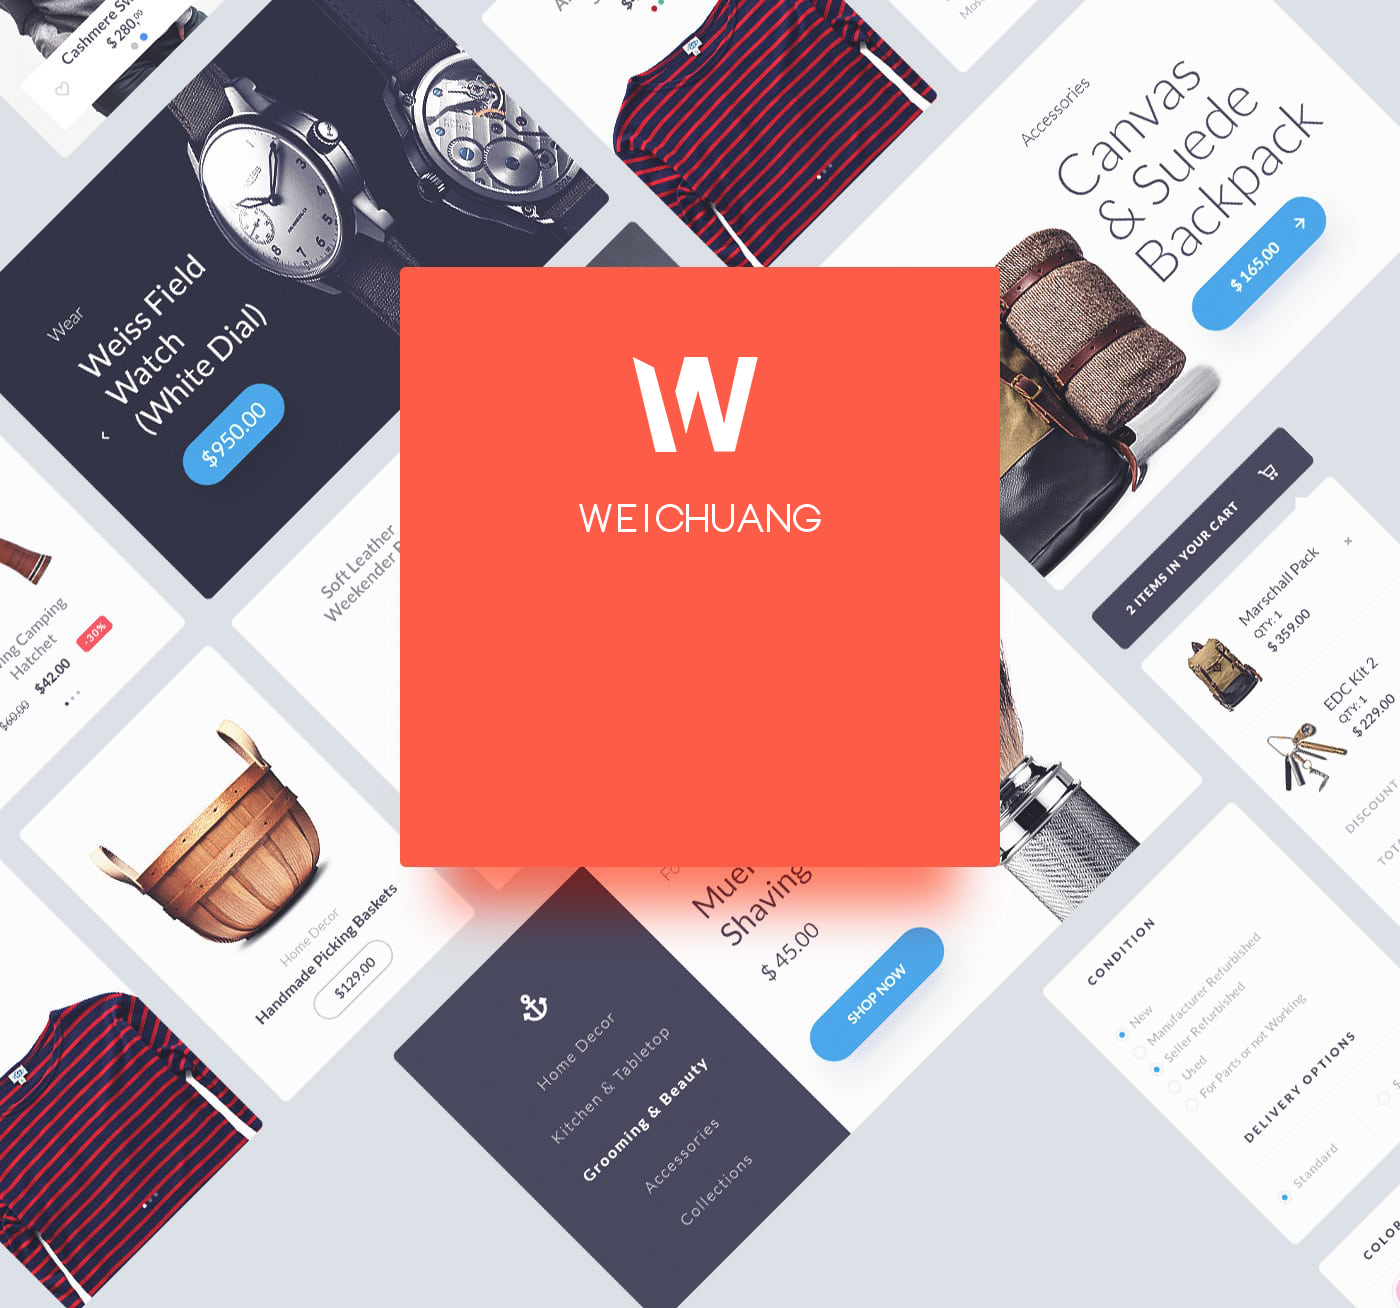 Cashmere
$ 280,00
Wear
Weiss Field
Watch
(White Dial)
$950.00
Accessories
Canvas
& Suede
Backpack
$ 165,00
W
WEICHUANG
Soft Leather
Weekender
2 ITEMS IN YOUR CART
Marschall Pack
QTY: 1
$ 359.00
EDC Kit 2
QTY: 1
$ 229.00
DISCOUNT
Camping
Hatchet
$60.00 $42.00
-30%
Home Decor
Handmade Picking Baskets
$129.00
Shaving
$ 45.00
SHOP NOW
Home Decor
Kitchen & Tabletop
Grooming & Beauty
Accessories
Collections
CONDITION
New
Manufacturer Refurbished
Seller Refurbished
Used
For Parts or not Working
DELIVERY OPTIONS
Standard